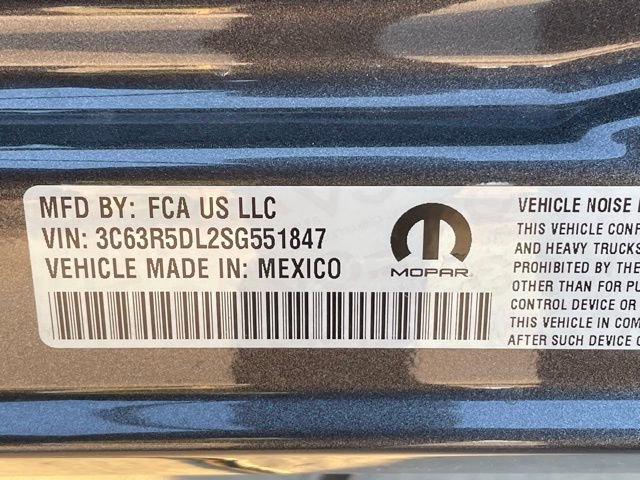 MFD BY: FCA US LLC
VIN: 3C63R5DL2SG551847
VEHICLE MADE IN: MEXICO
MOPAR
VEHICLE NOISE
THIS VEHICLE CONF
AND HEAVY TRUCKS
PROHIBITED BY THE
OTHER THAN FOR PU
CONTROL DEVICE OR
THIS VEHICLE IN COM
AFTER SUCH DEVICE